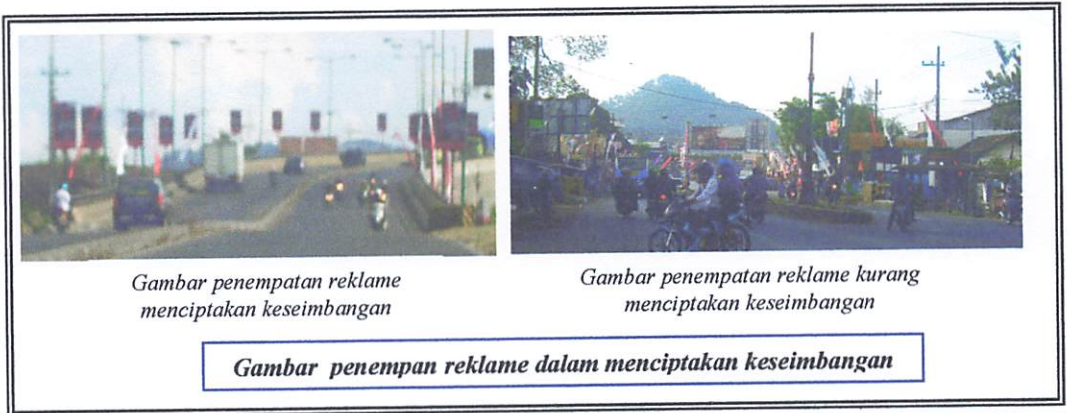 Gambar penempatan reklame
menciptakan keseimbangan
Gambar penempatan reklame kurang
menciptakan keseimbangan
Gambar penempan reklame dalam menciptakan keseimbangan